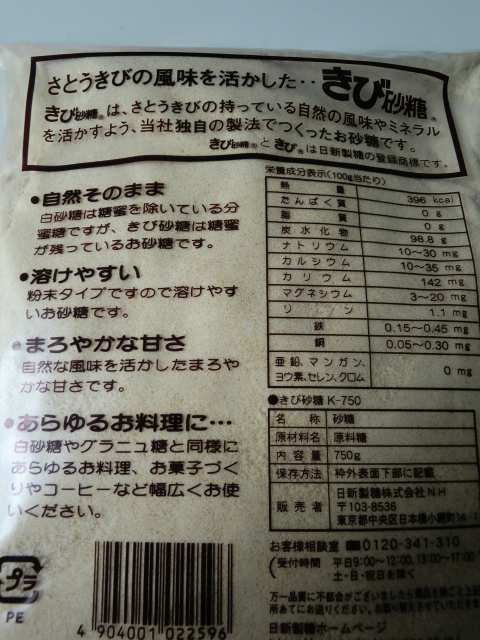 さとうきびの風味を活かした‥きび砂糖®
きび砂糖®は、さとうきびの持っている自然の風味やミネラル
を活かすよう、当社独自の製法でつくったお砂糖です。
きび砂糖®ときび®は日新製糖の登録商標です。
●自然そのまま
白砂糖は糖蜜を除いている分
蜜糖ですが、きび砂糖は糖蜜
が残っているお砂糖です。
●溶けやすい
粉末タイプですので溶けやす
いお砂糖です。
●まろやかな甘さ
自然な風味を活かしたまろや
かな甘さです。
●あらゆるお料理に…
白砂糖やグラニュ糖と同様に
あらゆるお料理、お菓子づく
りやコーヒーなど幅広くお使
いください。
栄養成分表示(100g当たり)
熱量 396 kcal
たんぱく質 0 g
脂質 0 g
炭水化物 98.8 g
ナトリウム 10〜30 mg
カルシウム 10〜35 mg
カリウム 142 mg
マグネシウム 3〜20 mg
リン 1.1 mg
鉄 0.15〜0.45 mg
銅 0.05〜0.30 mg
亜鉛、マンガン、
ヨウ素、セレン、クロム 0 mg
●きび砂糖 K-750
名称 砂糖
原材料名 原料糖
内容量 750g
保存方法 枠外表面下部に記載
販売者 日新製糖株式会社NH
〒103-8536
東京都中央区日本橋小網町14-1
お客様相談室 0120-341-310
(受付時間 平日9:00〜12:00、13:00〜17:00
土・日・祝日を除く
万一品質に不都合がございましたら
日新製糖ホームページ
プラ
PE
4 904001 022596